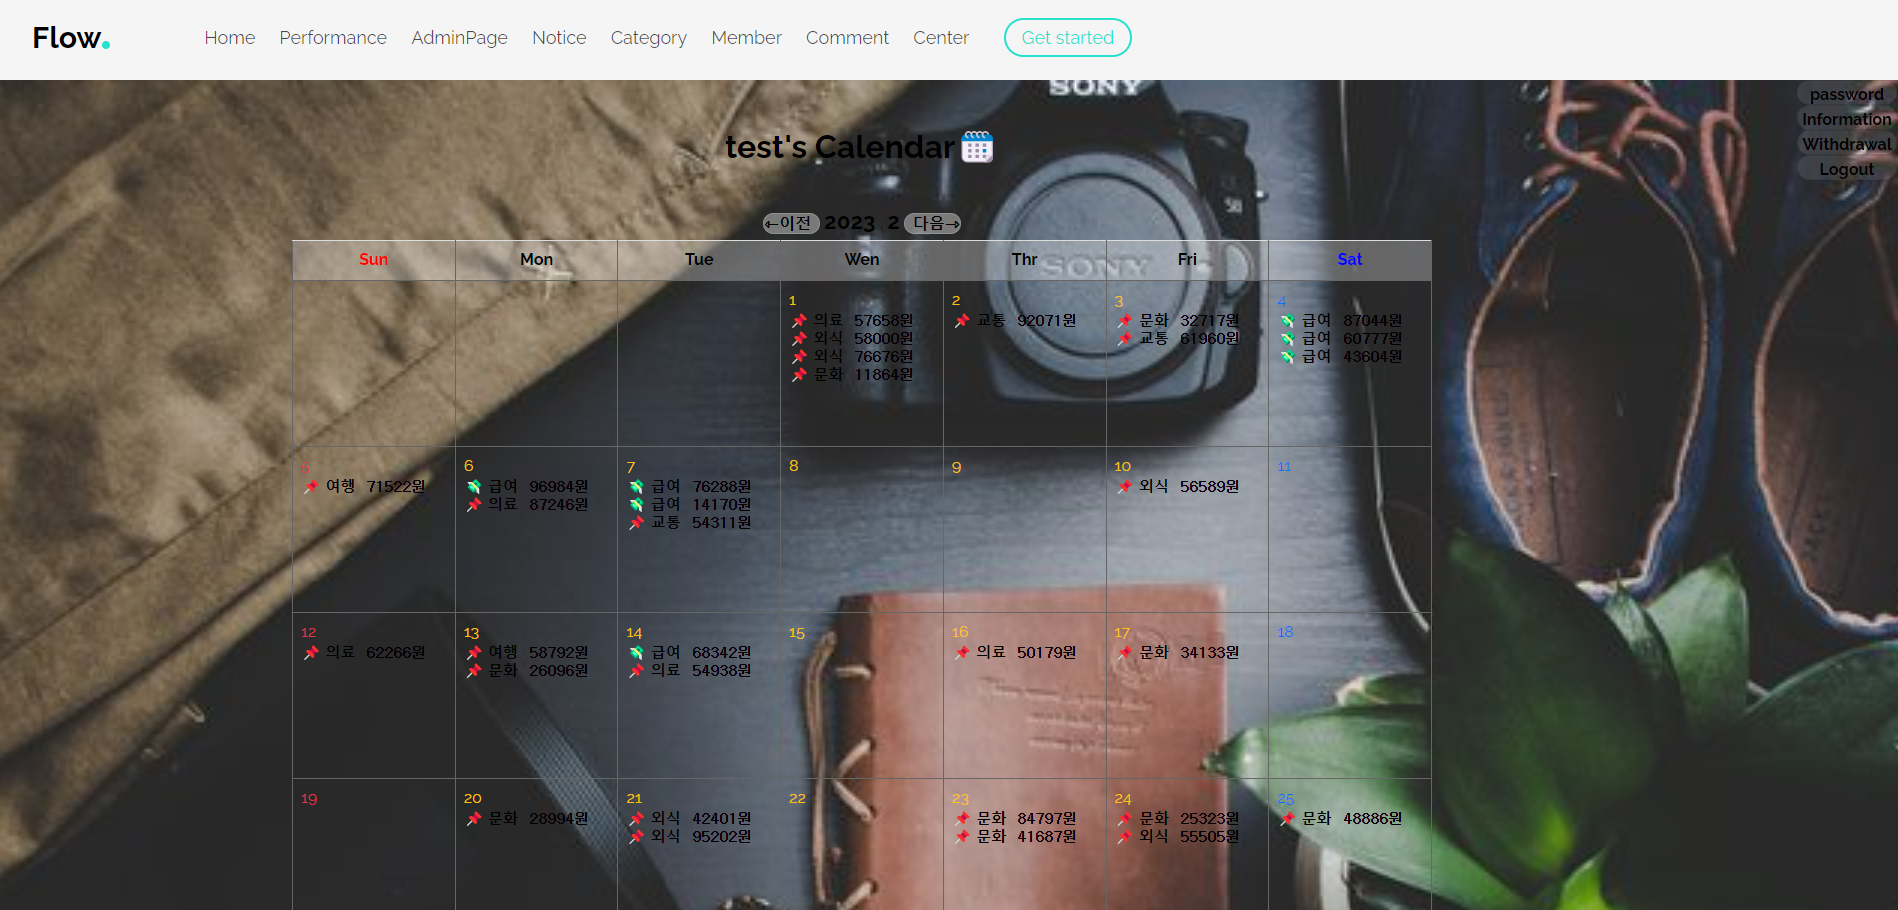 Flow.
Home Performance AdminPage Notice Category Member Comment Center Get started
password
Information
Withdrawal
Logout
SONY
test's Calendar
←이전 2023 2 다음→
Sun Mon Tue Wen Thr Fri Sat
SONY
1
의료 57658원
외식 58000원
외식 76676원
문화 11864원
2
교통 92071원
3
문화 32717원
교통 61960원
4
급여 87044원
급여 60777원
급여 43604원
5
여행 71522원
6
급여 96984원
의료 87246원
7
급여 76288원
급여 14170원
교통 54311원
8
9
10
외식 56589원
11
12
의료 62266원
13
여행 58792원
문화 26096원
14
급여 68342원
의료 54938원
15
16
의료 50179원
17
문화 34133원
18
19
20
문화 28994원
21
외식 42401원
외식 95202원
22
23
문화 84797원
문화 41687원
24
문화 25323원
외식 55505원
25
문화 48886원